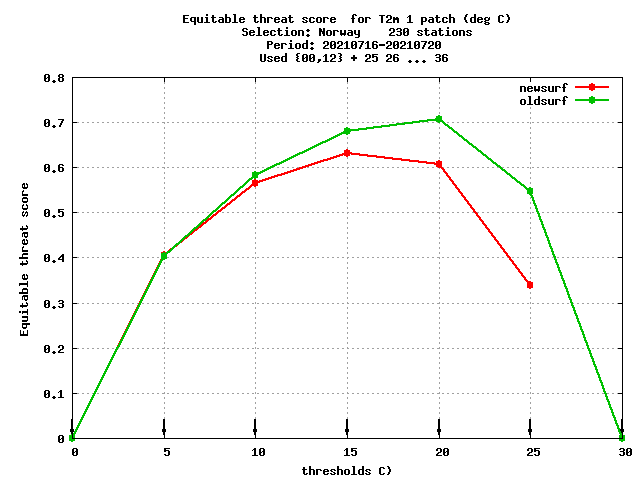 Equitable threat score  for T2m 1 patch (deg C)
Selection: Norway    230 stations
Period: 20210716-20210720
Used {00,12} + 25 26 ... 36
newsurf
oldsurf
Equitable threat score
0.8
0.7
0.6
0.5
0.4
0.3
0.2
0.1
0
0 5 10 15 20 25 30
thresholds C)